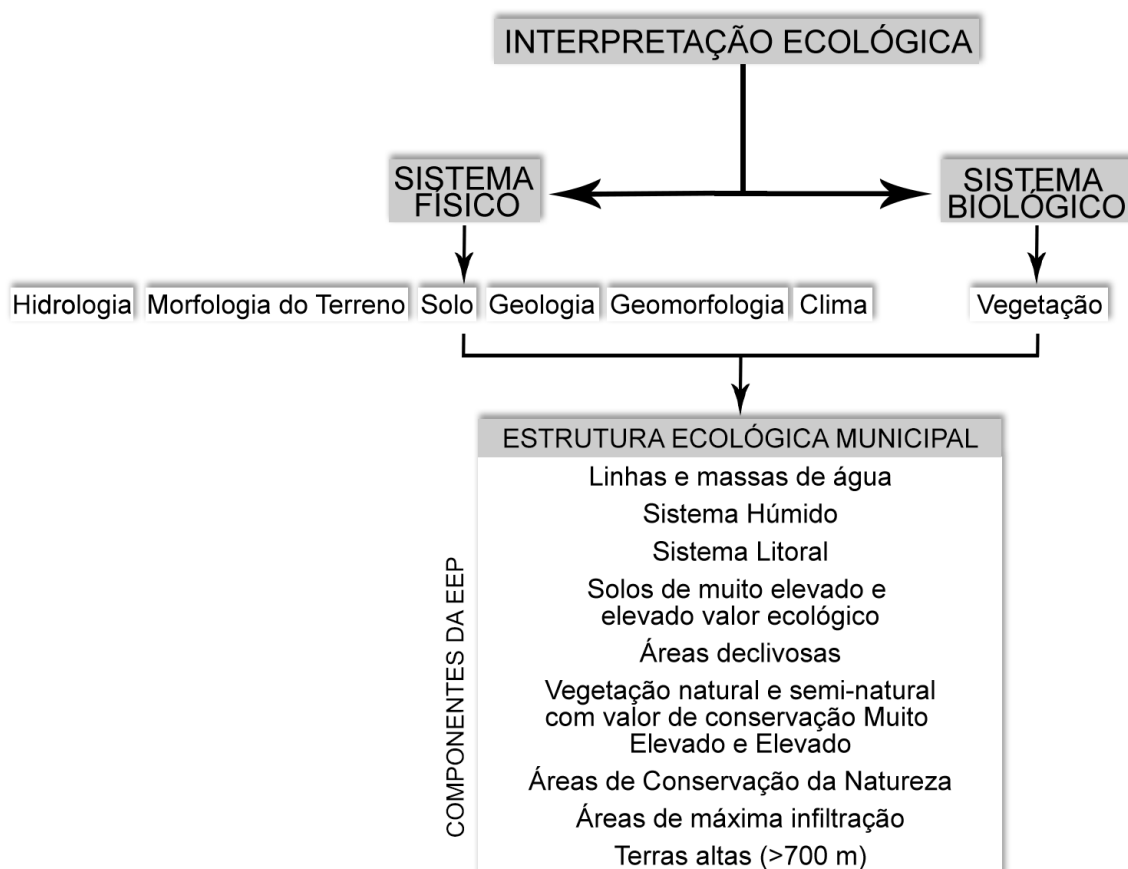 INTERPRETAÇÃO ECOLÓGICA
SISTEMA
FÍSICO
SISTEMA
BIOLÓGICO
Hidrologia Morfologia do Terreno Solo Geologia Geomorfologia Clima Vegetação
ESTRUTURA ECOLÓGICA MUNICIPAL
COMPONENTES DA EEP
Linhas e massas de água
Sistema Húmido
Sistema Litoral
Solos de muito elevado e
elevado valor ecológico
Áreas declivosas
Vegetação natural e semi-natural
com valor de conservação Muito
Elevado e Elevado
Áreas de Conservação da Natureza
Áreas de máxima infiltração
Terras altas (>700 m)